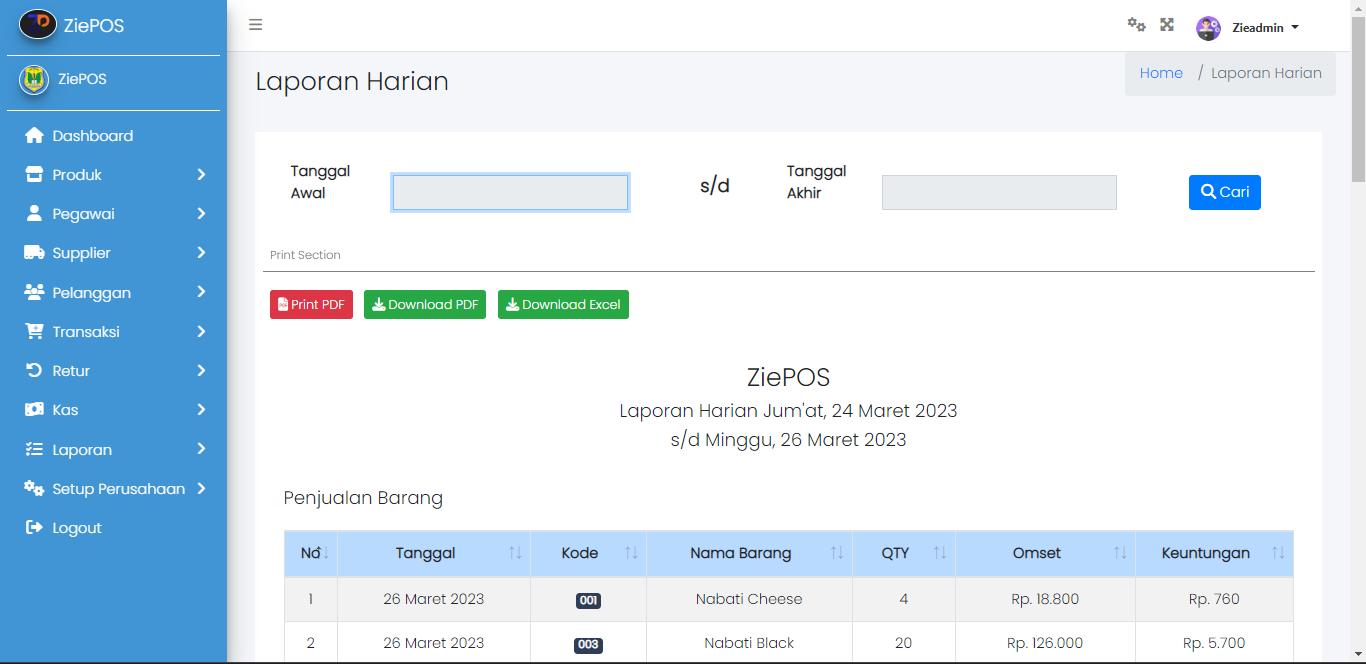 ZiePOS
Zieadmin
ZiePOS
Laporan Harian
Home / Laporan Harian
Dashboard
Produk
Pegawai
Supplier
Pelanggan
Transaksi
Retur
Kas
Laporan
Setup Perusahaan
Logout
Tanggal
Awal
s/d
Tanggal
Akhir
Cari
Print Section
Print PDF
Download PDF
Download Excel
ZiePOS
Laporan Harian Jum'at, 24 Maret 2023
s/d Minggu, 26 Maret 2023
Penjualan Barang
No Tanggal Kode Nama Barang QTY Omset Keuntungan
1 26 Maret 2023 001 Nabati Cheese 4 Rp. 18.800 Rp. 760
2 26 Maret 2023 003 Nabati Black 20 Rp. 126.000 Rp. 5.700